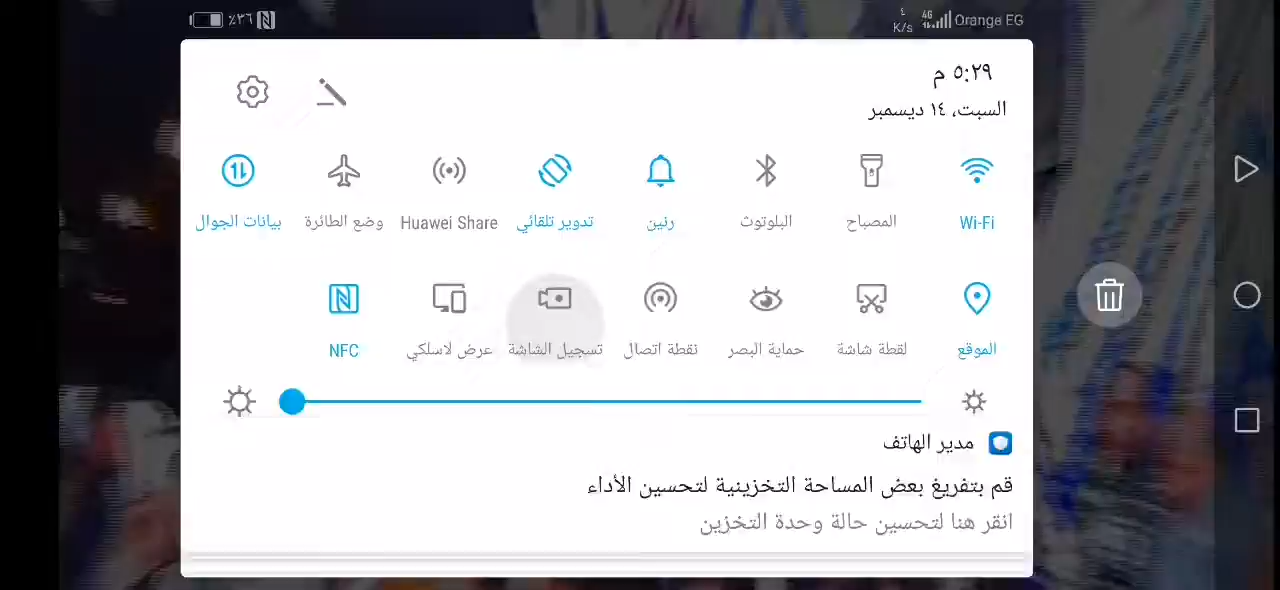 ٪٣٦
٤ K/s 4G Orange EG
٥:٢٩ م
السبت، ١٤ ديسمبر
Wi-Fi المصباح البلوتوث رنين تدوير تلقائي Huawei Share وضع الطائرة بيانات الجوال
الموقع لقطة شاشة حماية البصر نقطة اتصال تسجيل الشاشة عرض لاسلكي NFC
مدير الهاتف
قم بتفريغ بعض المساحة التخزينية لتحسين الأداء
انقر هنا لتحسين حالة وحدة التخزين